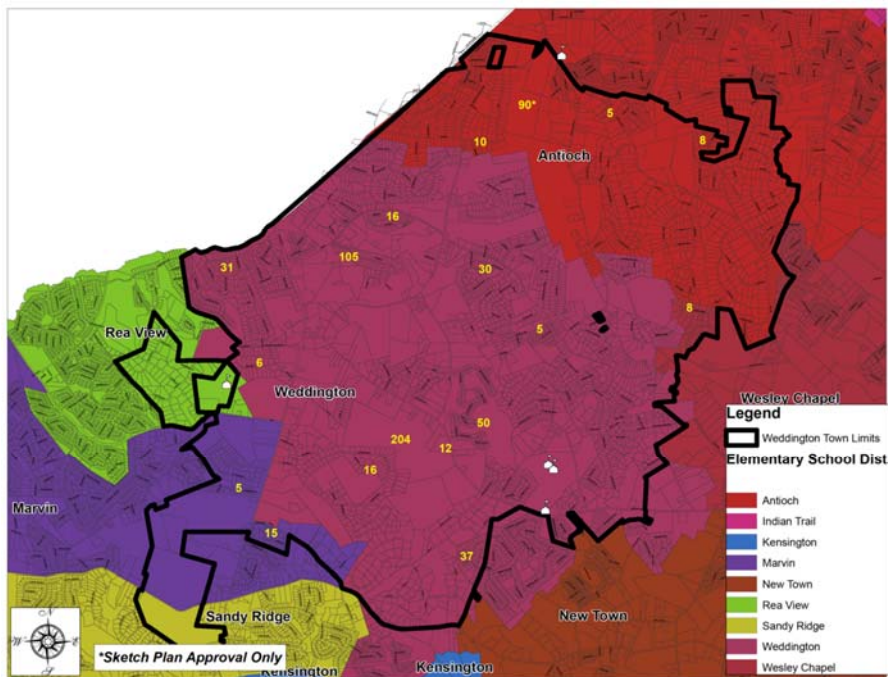 90*
5
10
8
Antioch
16
105
31
30
8
5
Rea View
6
Weddington
Wesley Chapel
50
204
12
16
5
Marvin
15
37
Sandy Ridge
New Town
Kensington
Kensington
N
W
E
S
*Sketch Plan Approval Only
Legend
Weddington Town Limits
Elementary School Dist
Antioch
Indian Trail
Kensington
Marvin
New Town
Rea View
Sandy Ridge
Weddington
Wesley Chapel